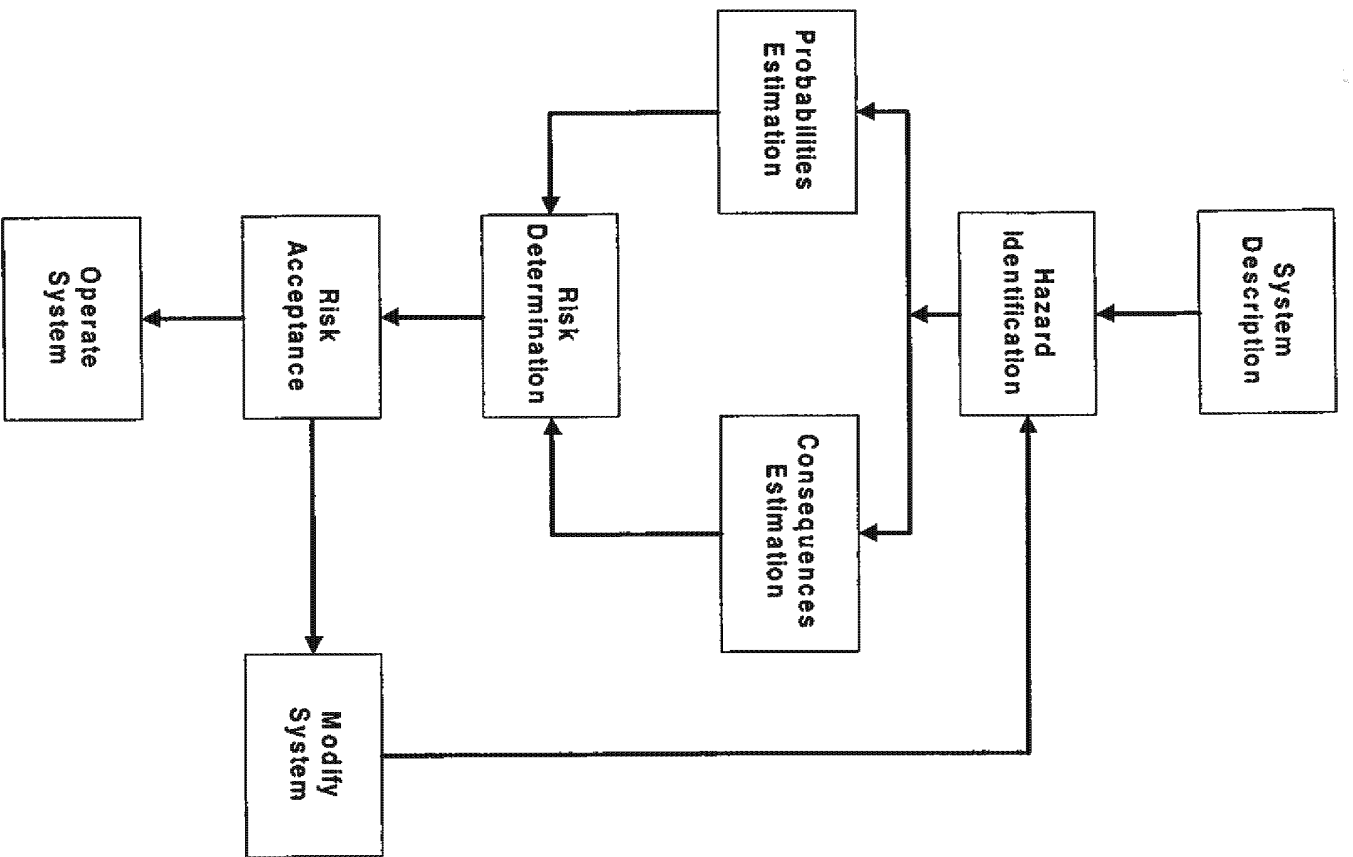 System
Description
Hazard
Identification
Probabilities
Estimation
Consequences
Estimation
Risk
Determination
Risk
Acceptance
Modify
System
Operate
System